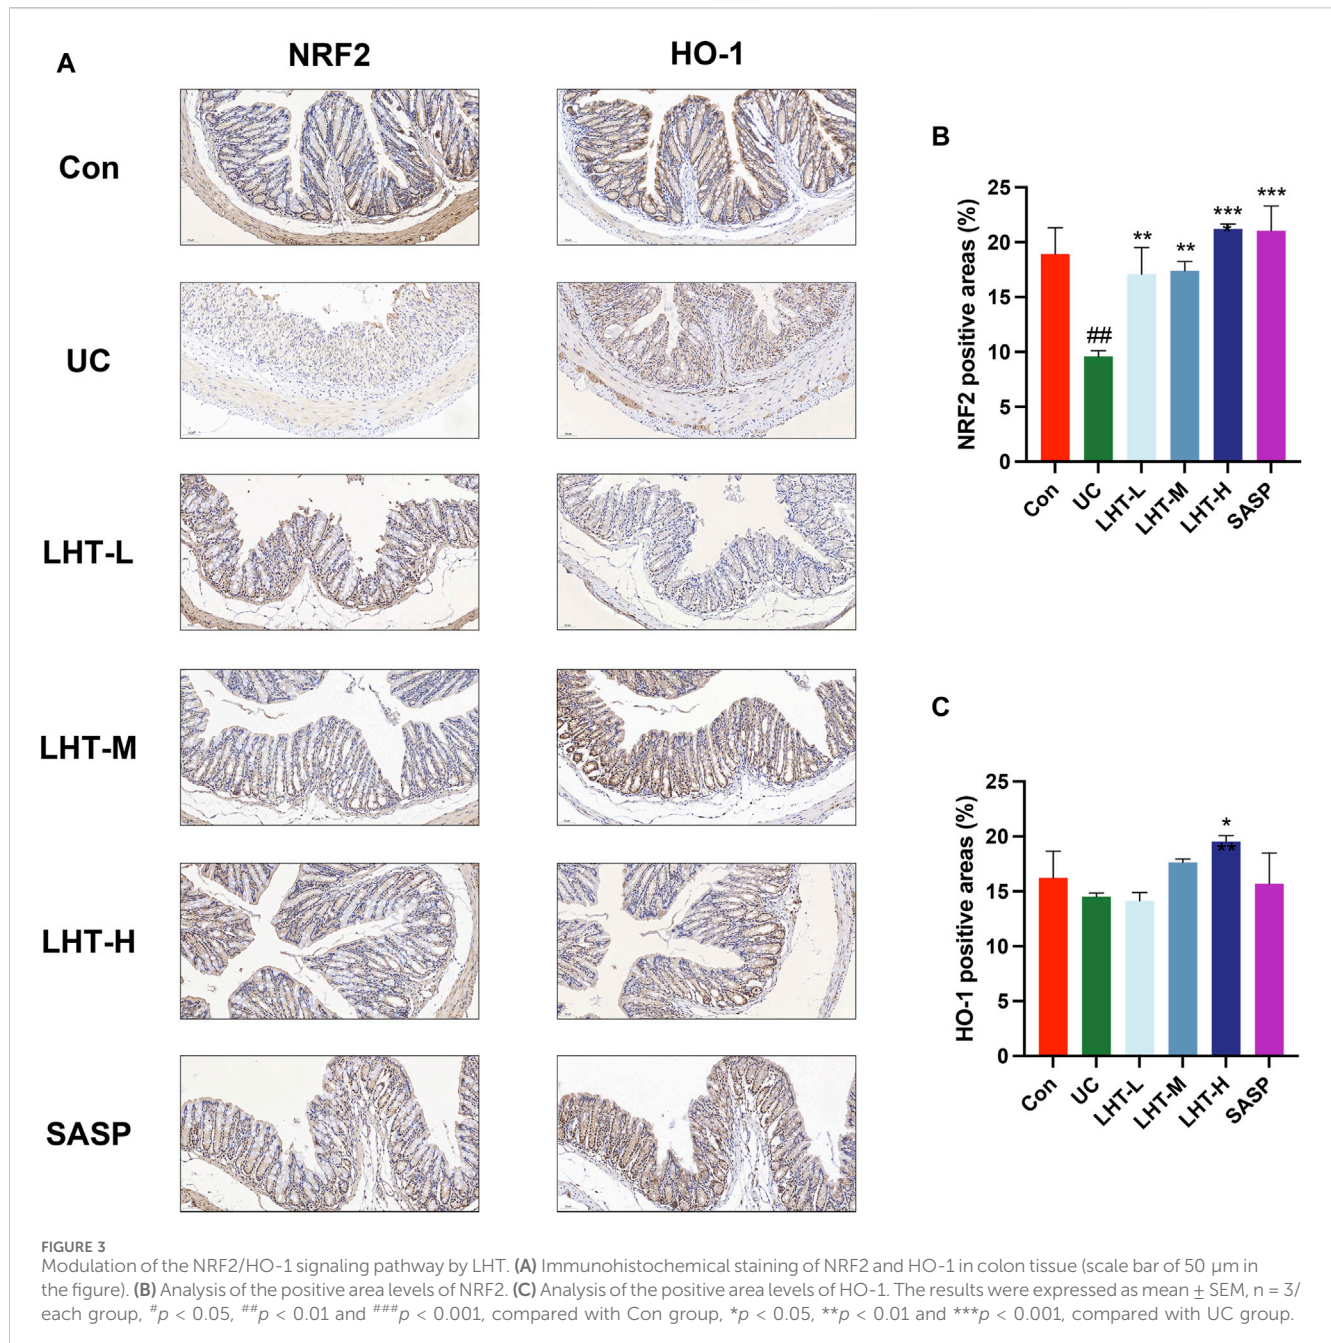 A
NRF2
HO-1
Con
UC
LHT-L
LHT-M
LHT-H
SASP
B
NRF2 positive areas (%)
25
20
15
10
5
0
##
**
**
***
*
***
Con
UC
LHT-L
LHT-M
LHT-H
SASP
C
HO-1 positive areas (%)
25
20
15
10
5
0
*
**
Con
UC
LHT-L
LHT-M
LHT-H
SASP
FIGURE 3
Modulation of the NRF2/HO-1 signaling pathway by LHT. (A) Immunohistochemical staining of NRF2 and HO-1 in colon tissue (scale bar of 50 µm in
the figure). (B) Analysis of the positive area levels of NRF2. (C) Analysis of the positive area levels of HO-1. The results were expressed as mean ± SEM, n = 3/
each group, #p < 0.05, ##p < 0.01 and ###p < 0.001, compared with Con group, *p < 0.05, **p < 0.01 and ***p < 0.001, compared with UC group.